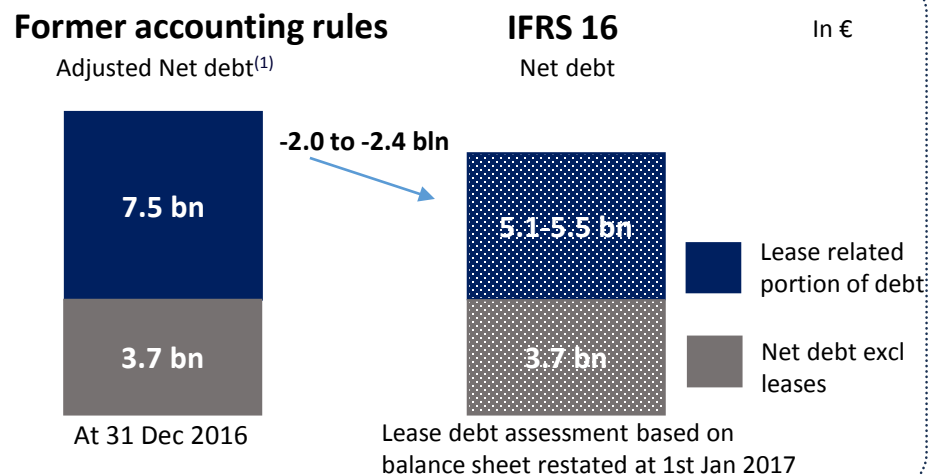 Former accounting rules
Adjusted Net debt(1)
IFRS 16
Net debt
In €
-2.0 to -2.4 bln
7.5 bn
5.1-5.5 bn
3.7 bn
3.7 bn
Lease related
portion of debt
Net debt excl
leases
At 31 Dec 2016
Lease debt assessment based on
balance sheet restated at 1st Jan 2017